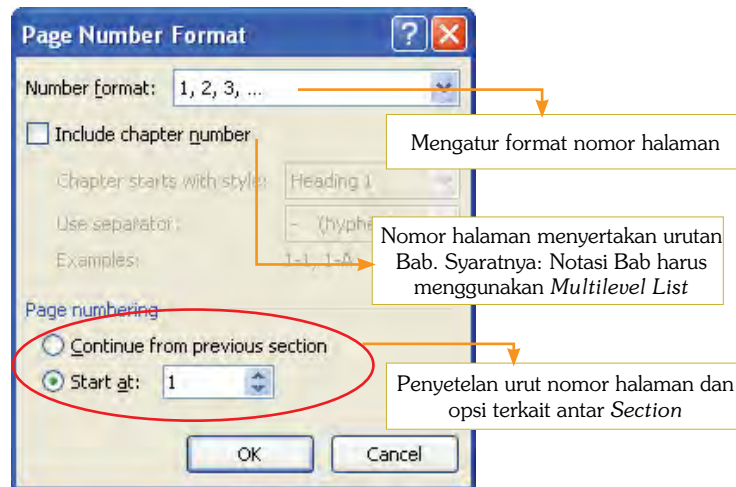 Page Number Format
Number format: 1, 2, 3, ...
Mengatur format nomor halaman
Include chapter number
Chapter starts with style: Heading 1
Use separator: - (hyphe
Examples: 1-1, 1-A
Nomor halaman menyertakan urutan
Bab. Syaratnya: Notasi Bab harus
menggunakan Multilevel List
Page numbering
Continue from previous section
Start at: 1
Penyetelan urut nomor halaman dan
opsi terkait antar Section
OK Cancel